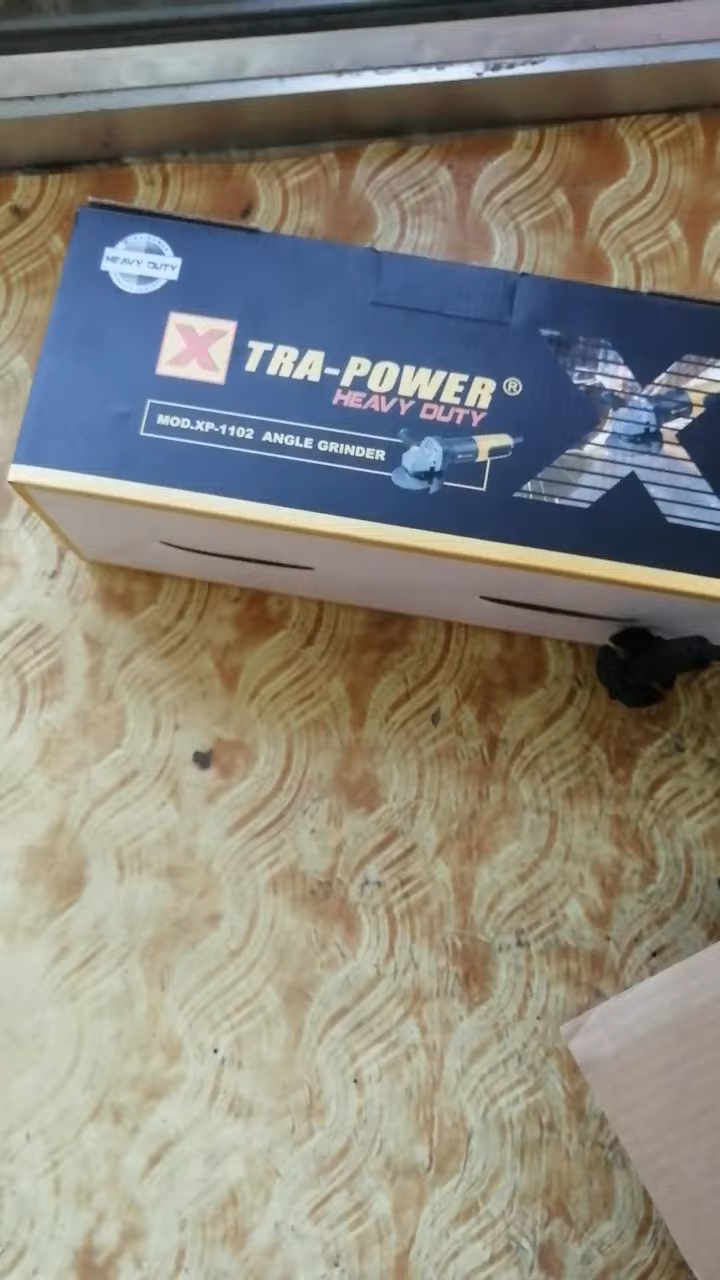 HEAVY DUTY
X TRA-POWER®
HEAVY DUTY
MOD.XP-1102 ANGLE GRINDER
X